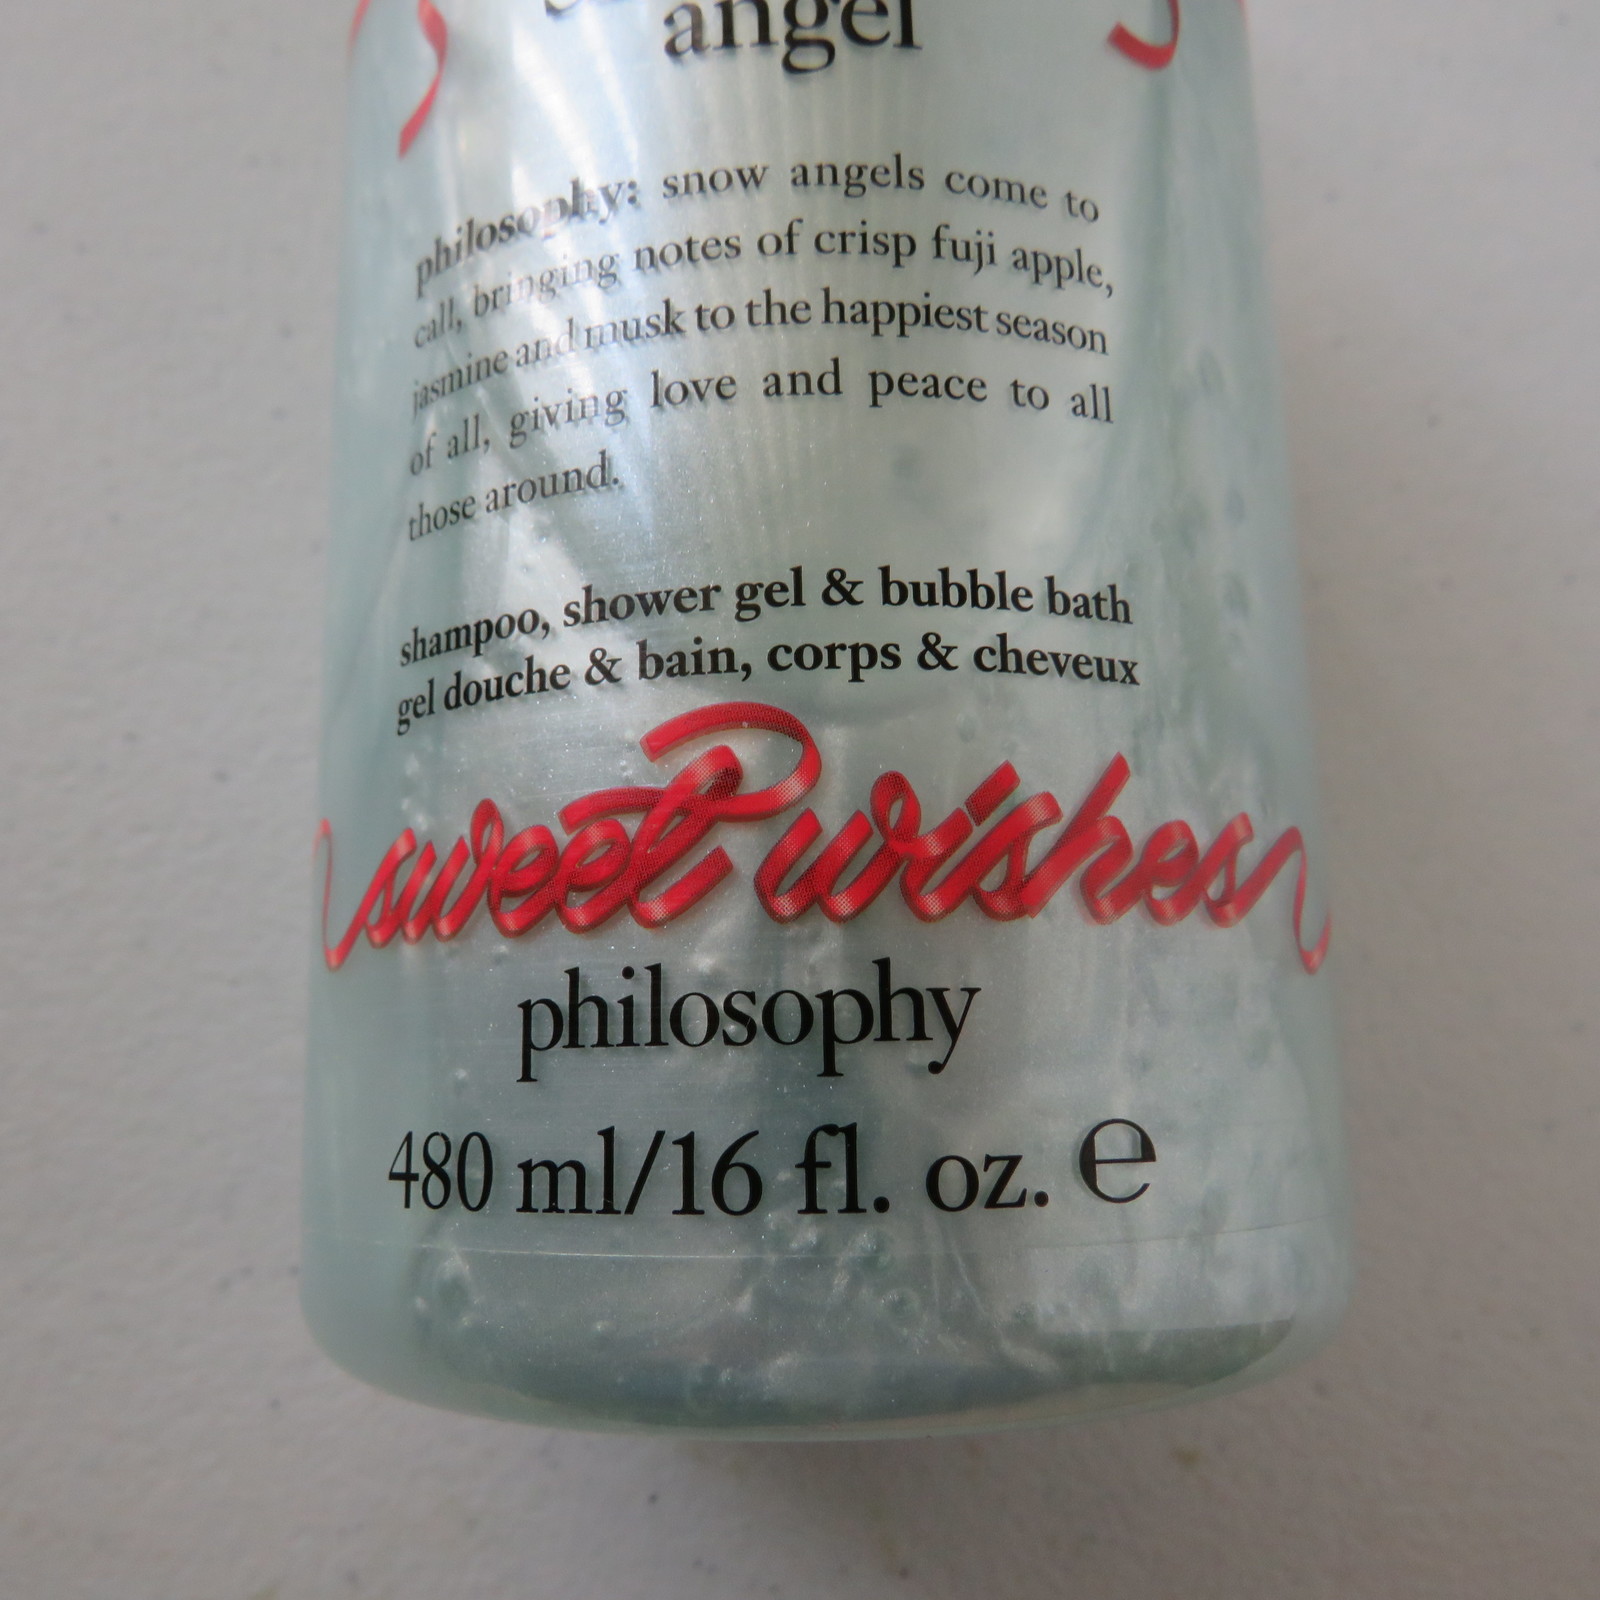 angel
philosophy: snow angels come to
call, bringing notes of crisp fuji apple,
jasmine and musk to the happiest season
of all, giving love and peace to all
those around.
shampoo, shower gel & bubble bath
gel douche & bain, corps & cheveux
sweet wishes
philosophy
480 ml/16 fl. oz. e